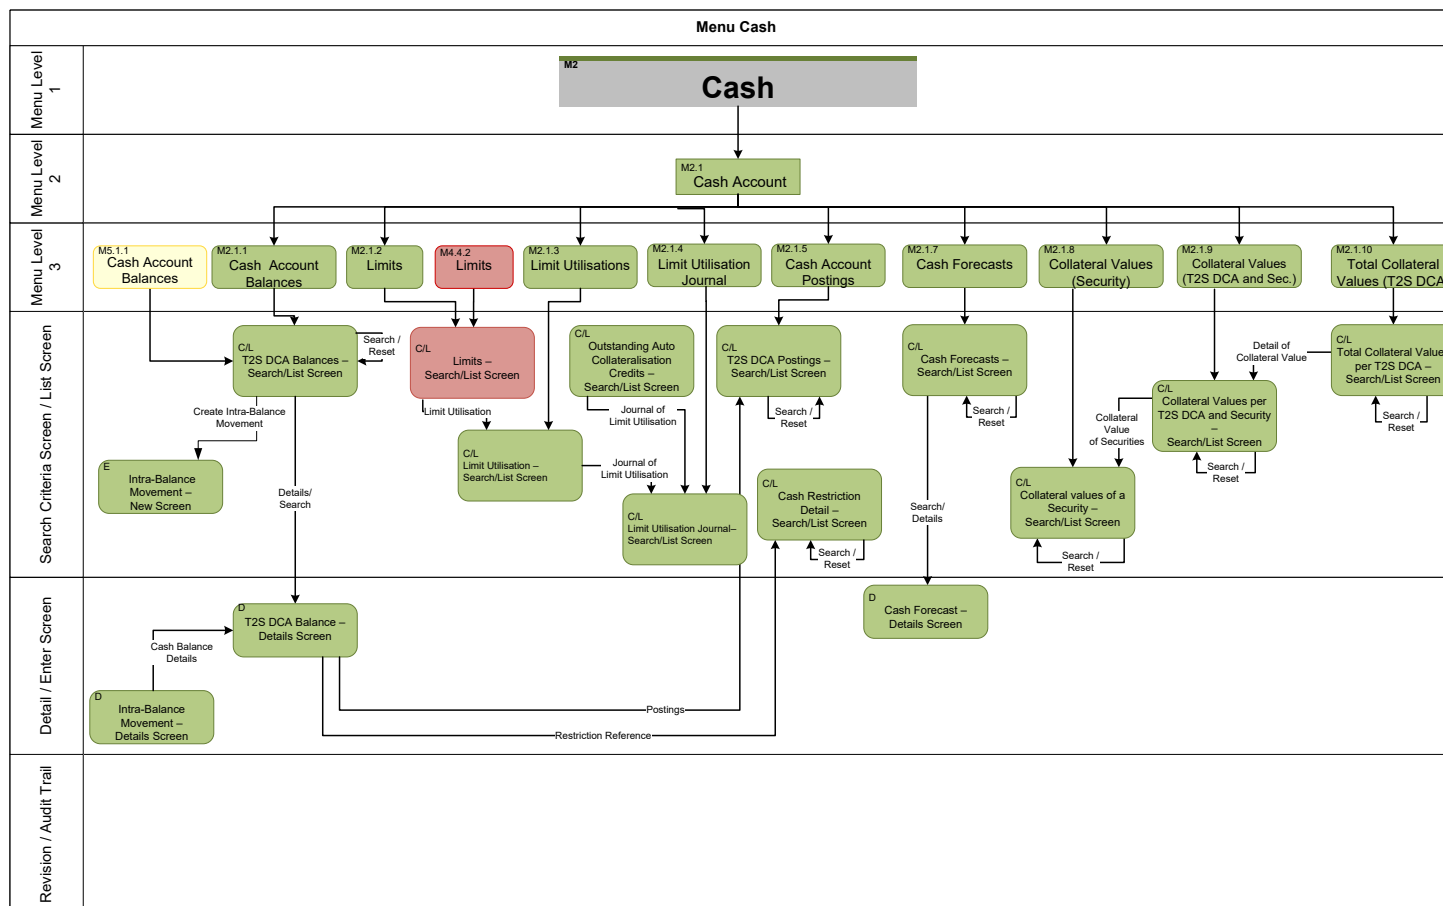 Menu Cash
Menu Level
1
M2
Cash
Menu Level
2
M2.1
Cash Account
Menu Level
3
M5.1.1
Cash Account
Balances
M2.1.1
Cash Account
Balances
M2.1.2
Limits
M4.4.2
Limits
M2.1.3
Limit Utilisations
M2.1.4
Limit Utilisation
Journal
M2.1.5
Cash Account
Postings
M2.1.7
Cash Forecasts
M2.1.8
Collateral Values
(Security)
M2.1.9
Collateral Values
(T2S DCA and Sec.)
M2.1.10
Total Collateral
Values (T2S DCA
Search Criteria Screen / List Screen
C/L
T2S DCA Balances –
Search/List Screen
Search /
Reset
C/L
Limits –
Search/List Screen
C/L
Outstanding Auto
Collateralisation
Credits –
Search/List Screen
C/L
T2S DCA Postings –
Search/List Screen
Search /
Reset
C/L
Cash Forecasts –
Search/List Screen
Search /
Reset
Detail of
Collateral Value
C/L
Total Collateral Value
per T2S DCA –
Search/List Screen
Search /
Reset
C/L
Collateral Values per
T2S DCA and Security
–
Search/List Screen
Search /
Reset
Collateral
Value
of Securities
Create Intra-Balance
Movement
Limit Utilisation
Journal of
Limit Utilisation
C/L
Limit Utilisation –
Search/List Screen
Journal of
Limit Utilisation
E
Intra-Balance
Movement –
New Screen
Details/
Search
C/L
Limit Utilisation Journal–
Search/List Screen
C/L
Cash Restriction
Detail –
Search/List Screen
Search /
Reset
Search/
Details
C/L
Collateral values of a
Security –
Search/List Screen
Search /
Reset
Detail / Enter Screen
D
T2S DCA Balance –
Details Screen
Cash Balance
Details
D
Intra-Balance
Movement –
Details Screen
D
Cash Forecast –
Details Screen
Postings
Restriction Reference
Revision / Audit Trail